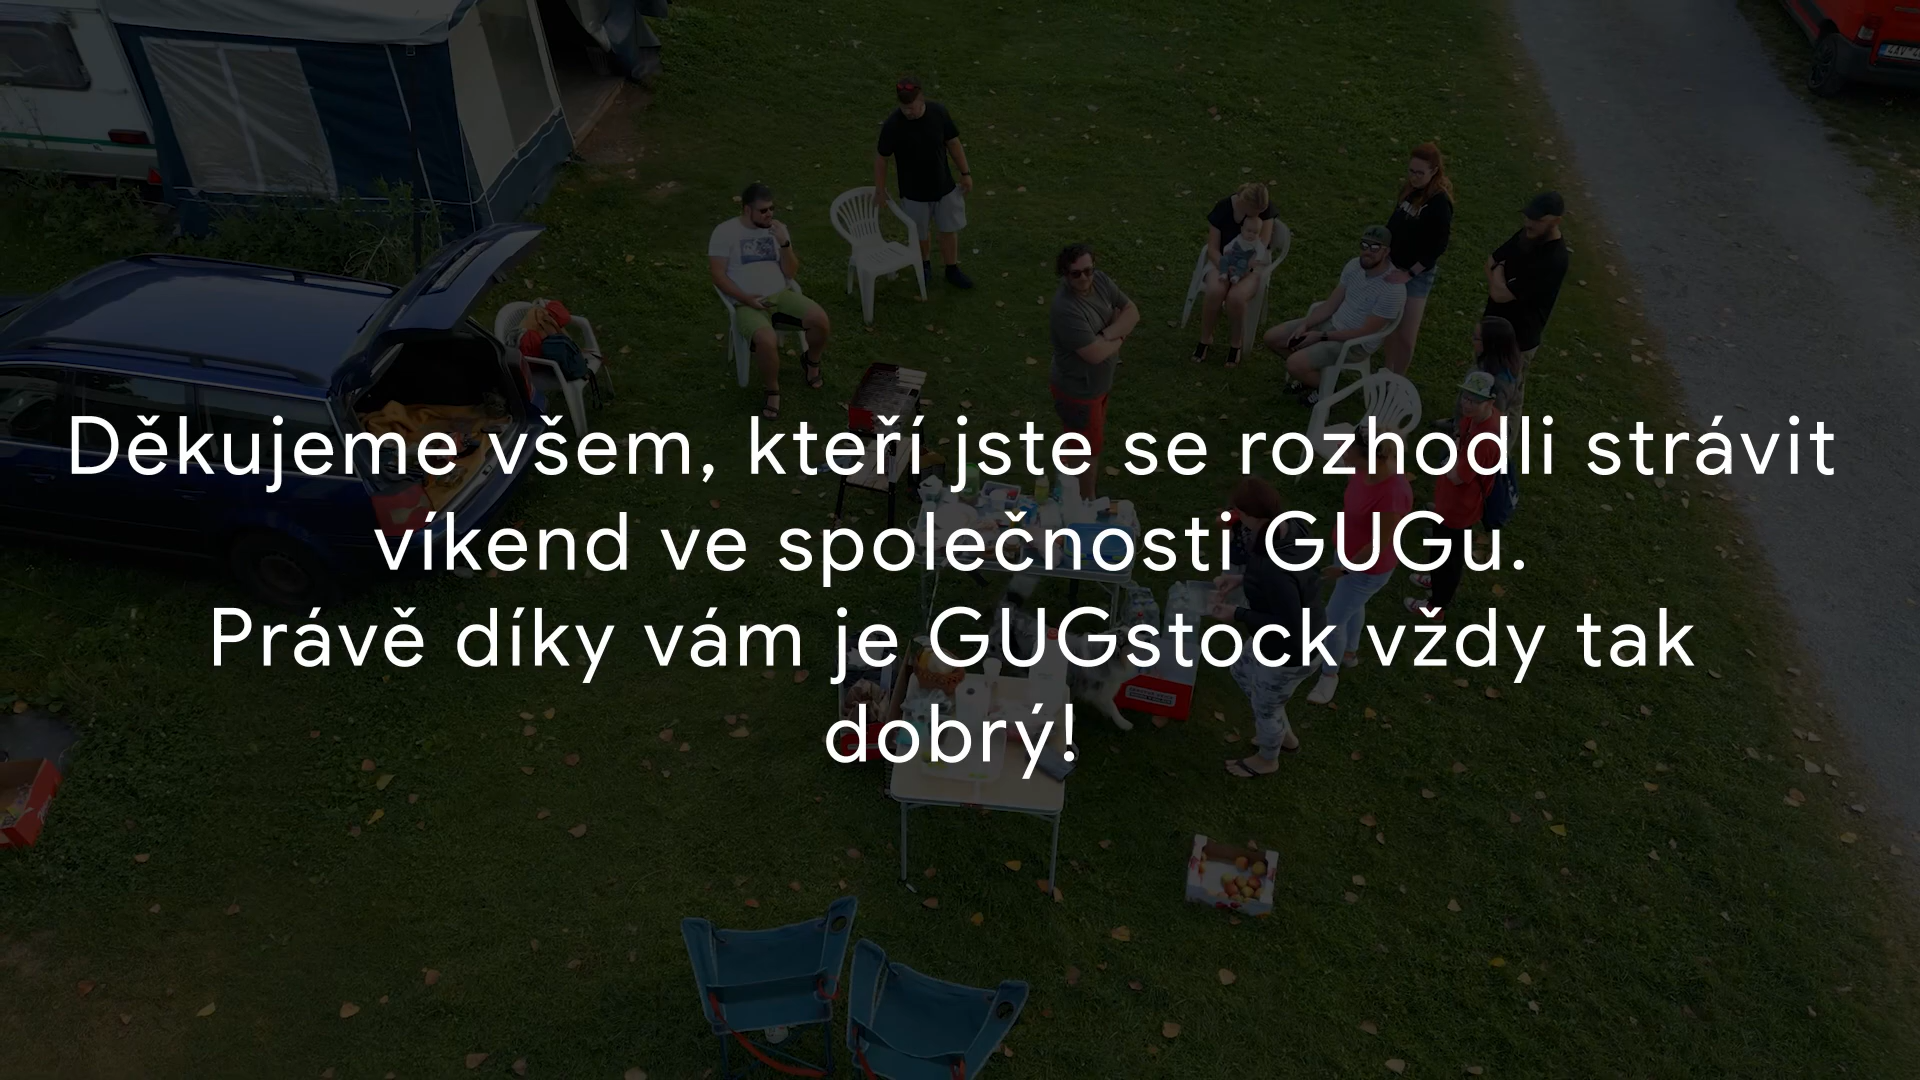 Děkujeme všem, kteří jste se rozhodli strávit
víkend ve společnosti GUGu.
Právě díky vám je GUGstock vždy tak
dobrý!